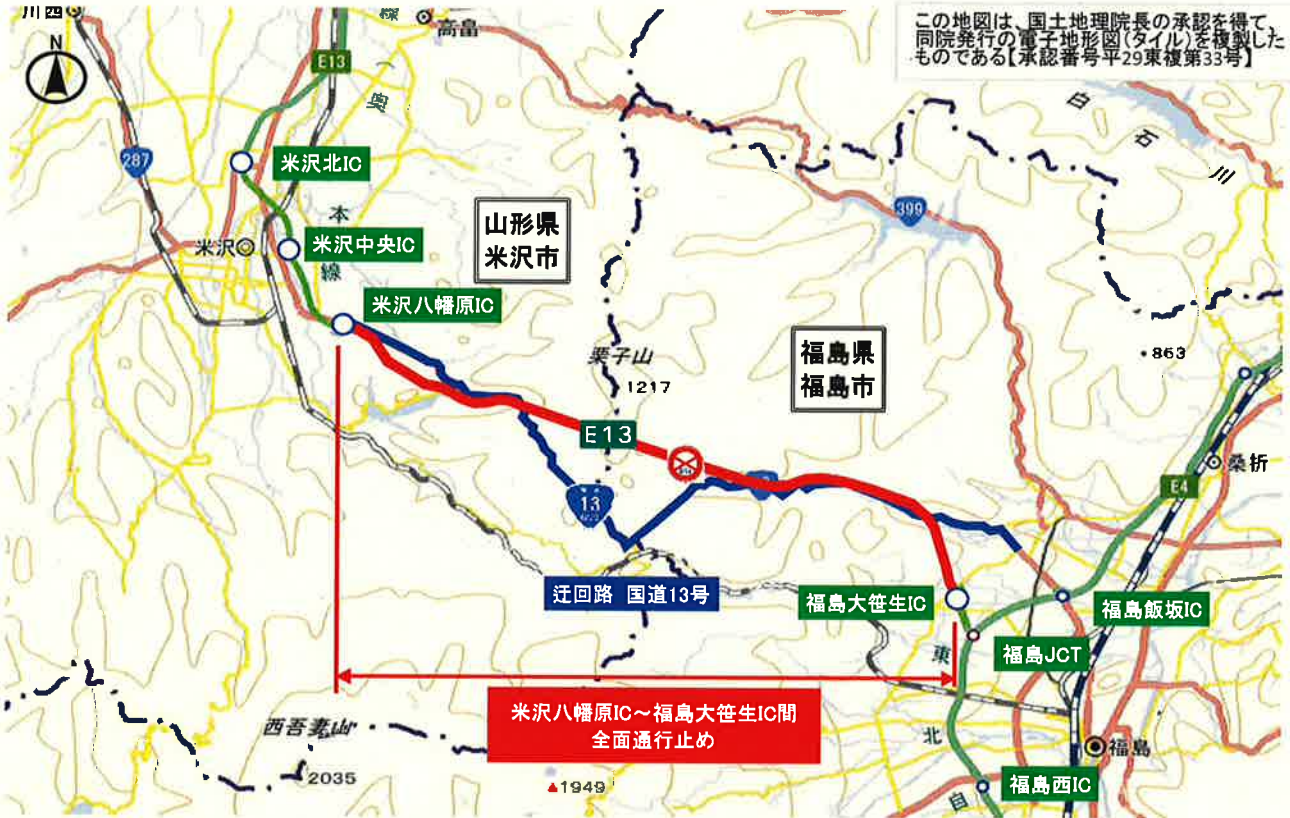 川西
高畠
この地図は、国土地理院長の承認を得て、
同院発行の電子地形図(タイル)を複製した
ものである【承認番号平29東複第33号】
N
E13
線
(
奥
287
米沢北IC
白
石
川
399
山形県
米沢市
本
線
米沢
米沢中央IC
米沢八幡原IC
栗子山
1217
福島県
福島市
863
E13
13
桑折
E4
迂回路 国道13号
福島大笹生IC
福島飯坂IC
東
福島JCT
米沢八幡原IC～福島大笹生IC間
全面通行止め
西吾妻山
2035
1949
北
福島
福島西IC
自